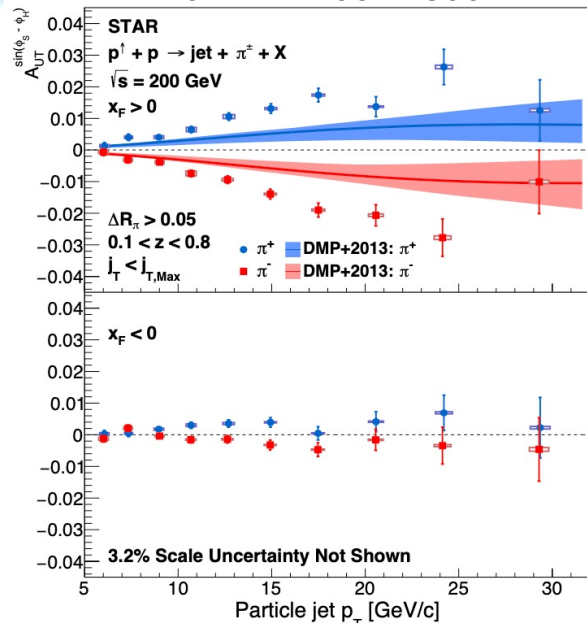 A_UT^sin(φ_S - φ_H)
0.04
0.03
0.02
0.01
0
−0.01
−0.02
−0.03
−0.04
STAR
p↑ + p → jet + π± + X
√s = 200 GeV
x_F > 0
ΔR_π > 0.05
0.1 < z < 0.8
j_T < j_T,Max
π+ DMP+2013: π+
π- DMP+2013: π-
0.04
0.03
0.02
0.01
0
−0.01
−0.02
−0.03
−0.04
x_F < 0
3.2% Scale Uncertainty Not Shown
5 10 15 20 25 30
Particle jet p_T [GeV/c]